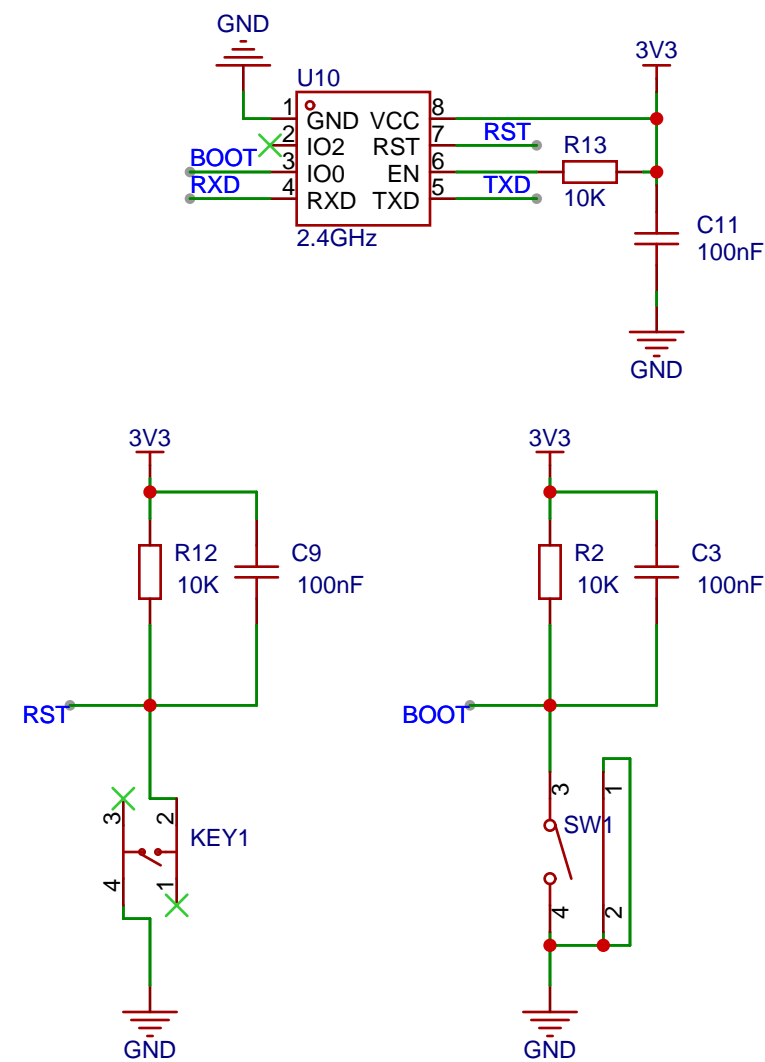 GND
3V3
U10
1 GND VCC 8
2 IO2 RST 7 RST
BOOT 3 IO0 EN 6
RXD 4 RXD TXD 5 TXD
2.4GHz
R13
10K
C11
100nF
GND
3V3
R12
10K
C9
100nF
RST
3
2
KEY1
4
1
GND
3V3
R2
10K
C3
100nF
BOOT
3
1
SW1
4
2
GND